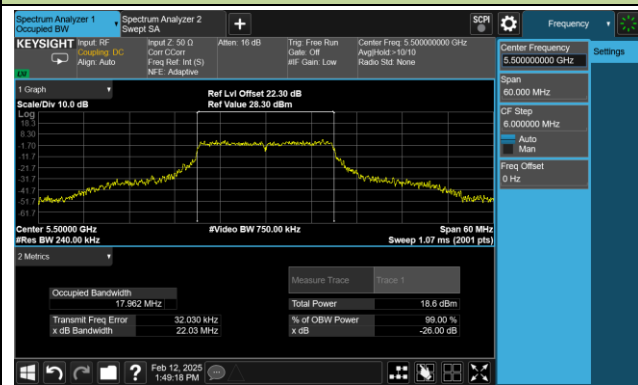 Spectrum Analyzer 1
Occupied BW
Spectrum Analyzer 2
Swept SA
SCPI
Frequency
KEYSIGHT
Input: RF
Coupling: DC
Align: Auto
Input Z: 50 Ω
Corr CCorr
Freq Ref: Int (S)
NFE: Adaptive
Atten: 16 dB
Trig: Free Run
Gate: Off
#IF Gain: Low
Center Freq: 5.500000000 GHz
Avg|Hold:>10/10
Radio Std: None
Center Frequency
5.500000000 GHz
Settings
Span
60.000 MHz
CF Step
6.000000 MHz
Auto
Man
Freq Offset
0 Hz
1 Graph
Scale/Div 10.0 dB
Ref Lvl Offset 22.30 dB
Ref Value 28.30 dBm
Log
18.3
8.30
-1.70
-11.7
-21.7
-31.7
-41.7
-51.7
-61.7
Center 5.50000 GHz
#Video BW 750.00 kHz
Span 60 MHz
#Res BW 240.00 kHz
Sweep 1.07 ms (2001 pts)
2 Metrics
Measure Trace
Trace 1
Occupied Bandwidth
17.962 MHz
Total Power
18.6 dBm
Transmit Freq Error
32.030 kHz
% of OBW Power
99.00 %
x dB Bandwidth
22.03 MHz
x dB
-26.00 dB
Feb 12, 2025
1:49:18 PM